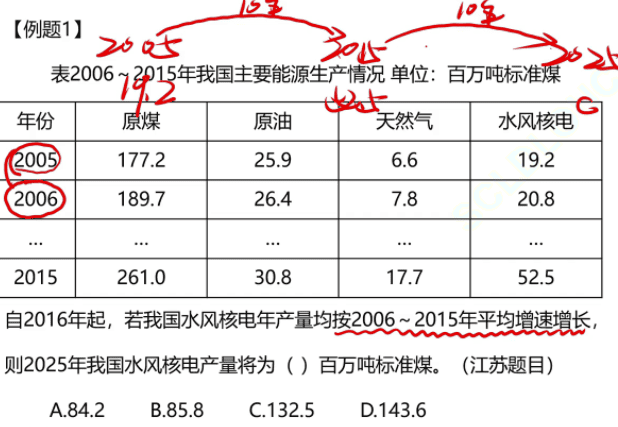 【例题1】
10年
10年
2005
2015
2025
表2006～2015年我国主要能源生产情况 单位：百万吨标准煤
19.2
年份 原煤 原油 天然气 水风核电
2005 177.2 25.9 6.6 19.2
2006 189.7 26.4 7.8 20.8
... ... ... ... ...
2015 261.0 30.8 17.7 52.5
自2016年起，若我国水风核电年产量均按2006～2015年平均增速增长，
则2025年我国水风核电产量将为（ ）百万吨标准煤。（江苏题目）
A.84.2 B.85.8 C.132.5 D.143.6